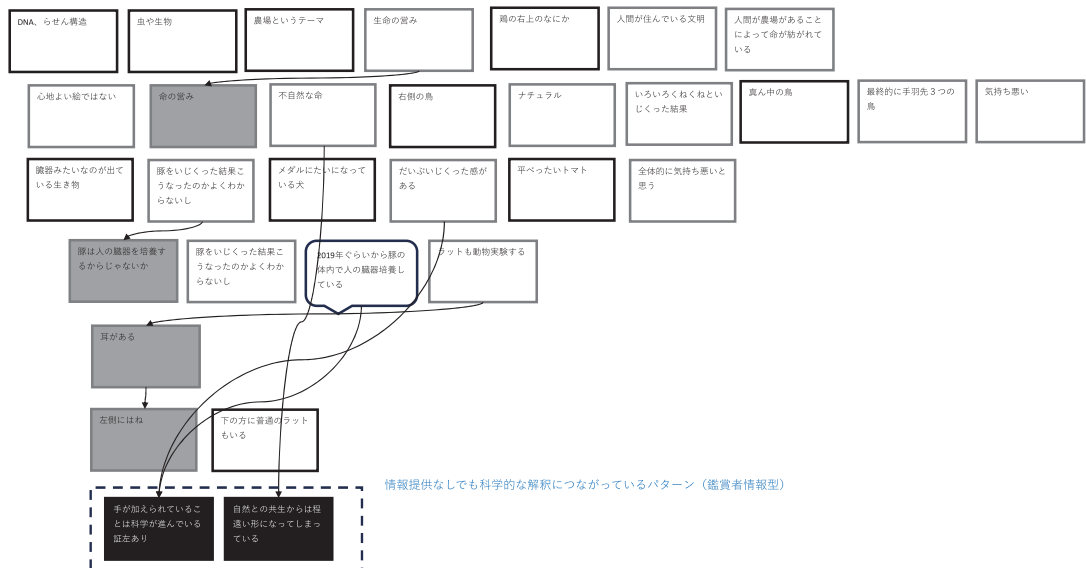 DNA、らせん構造
虫や生物
農場というテーマ
生命の営み
鶏の右上のなにか
人間が住んでいる文明
人間が農場があること
によって命が紡がれて
いる
心地よい絵ではない
命の営み
不自然な命
右側の鳥
ナチュラル
いろいろくねくねとい
じくった結果
真ん中の鳥
最終的に手羽先３つの
鳥
気持ち悪い
臓器みたいなのが出て
いる生き物
豚をいじくった結果こ
うなったのかよくわか
らないし
メダルにたいになって
いる犬
だいぶいじくった感が
ある
平べったいトマト
全体的に気持ち悪いと
思う
豚は人の臓器を培養す
るからじゃないか
豚をいじくった結果こ
うなったのかよくわか
らないし
2019年ぐらいから豚の
体内で人の臓器培養し
ている
ラットも動物実験する
耳がある
左側にはね
下の方に普通のラット
もいる
情報提供なしでも科学的な解釈につながっているパターン（鑑賞者情報型）
手が加えられているこ
とは科学が進んでいる
証左あり
自然との共生からは程
遠い形になってしまっ
ている